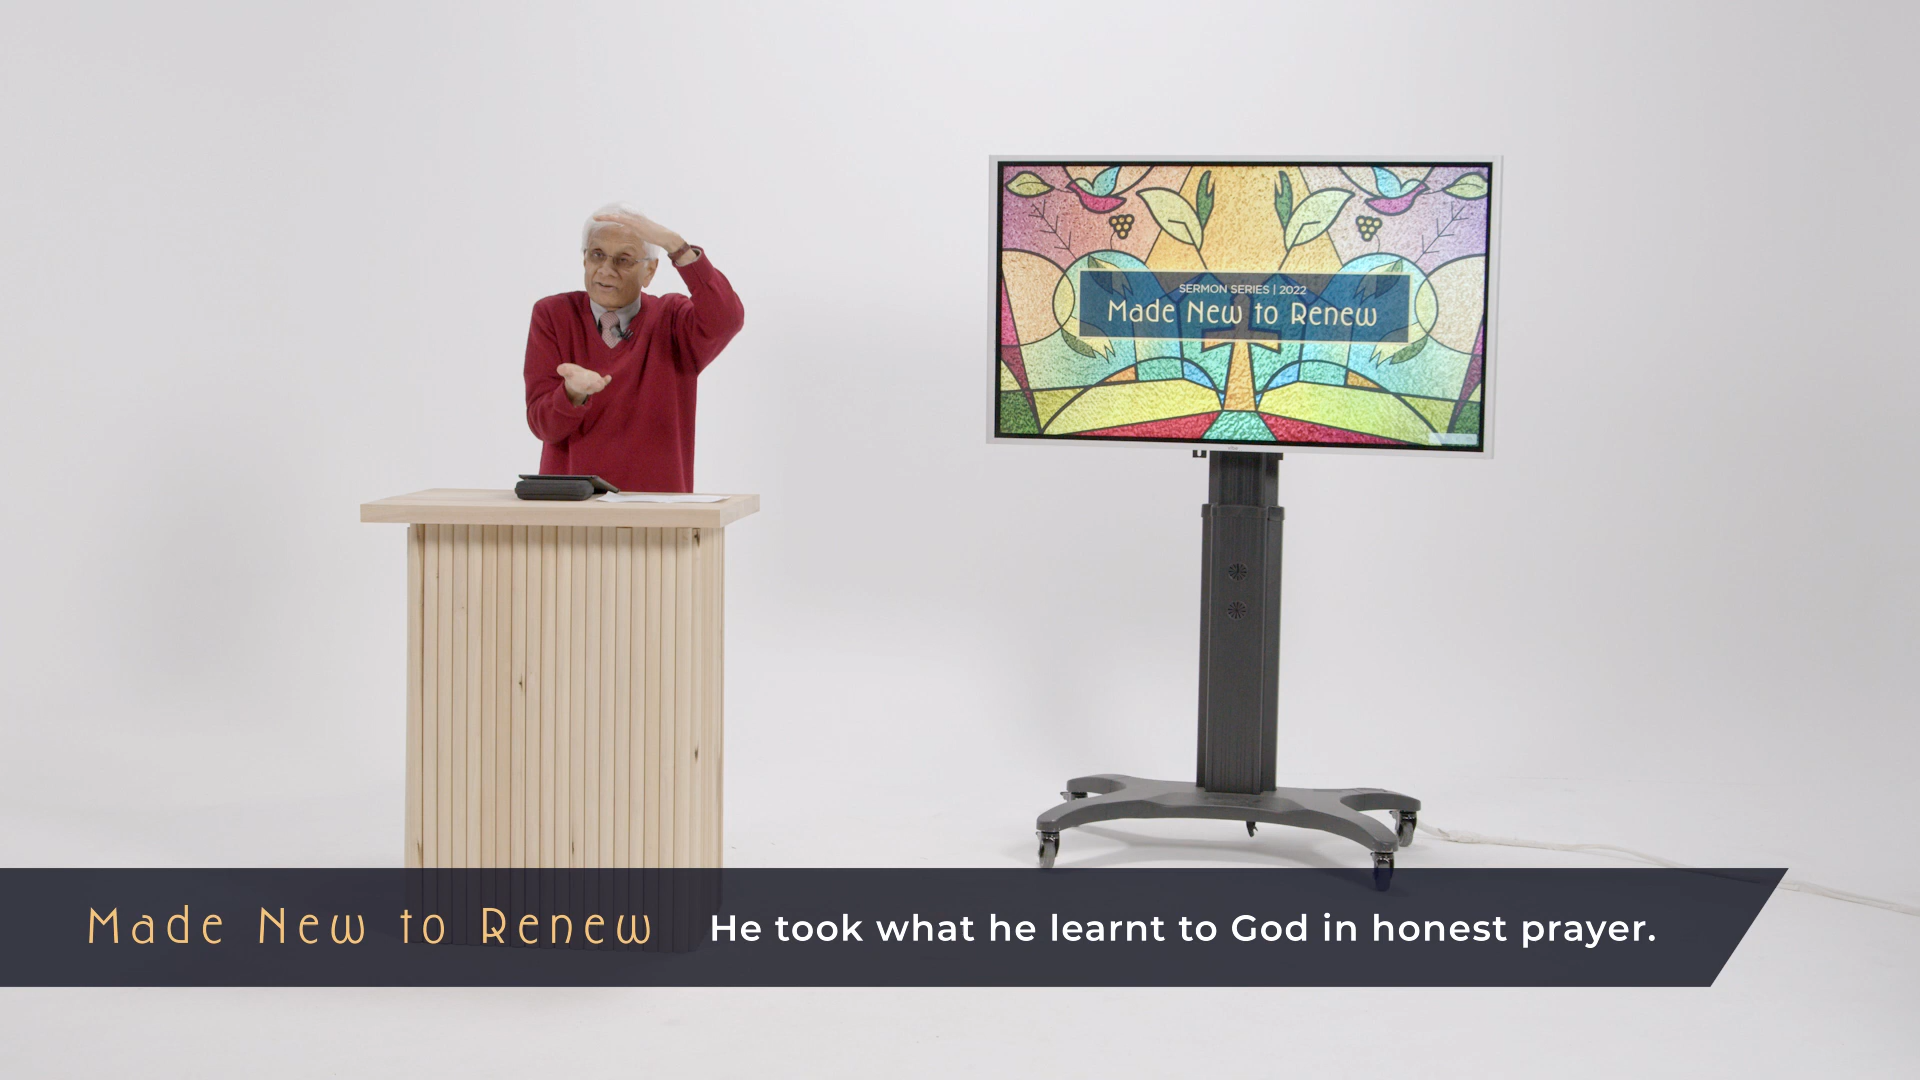 SERMON SERIES | 2022
Made New to Renew
Made New to Renew
He took what he learnt to God in honest prayer.